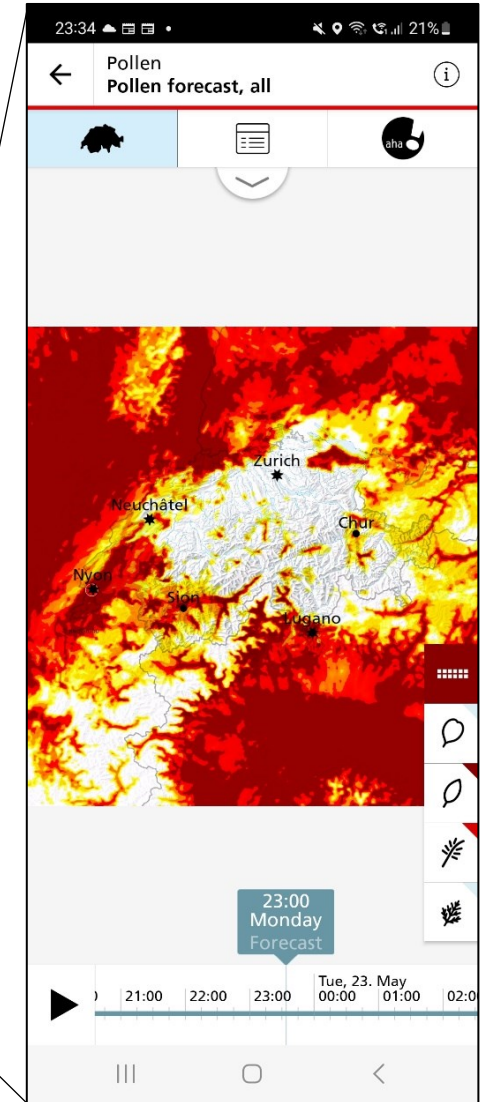 23:34
21%
Pollen
Pollen forecast, all
i
aha
Zurich
Neuchâtel
Chur
Nyon
Sion
Lugano
23:00
Monday
Forecast
Tue, 23. May
21:00 22:00 23:00 00:00 01:00 02:0